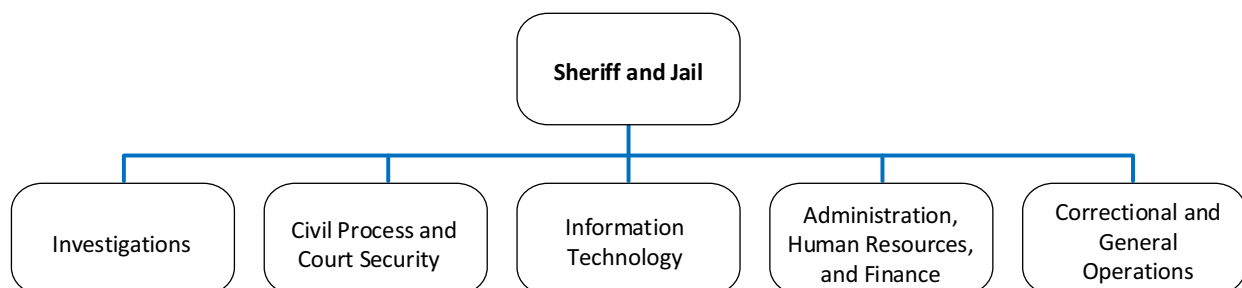 Sheriff and Jail
Investigations
Civil Process and
Court Security
Information
Technology
Administration,
Human Resources,
and Finance
Correctional and
General
Operations